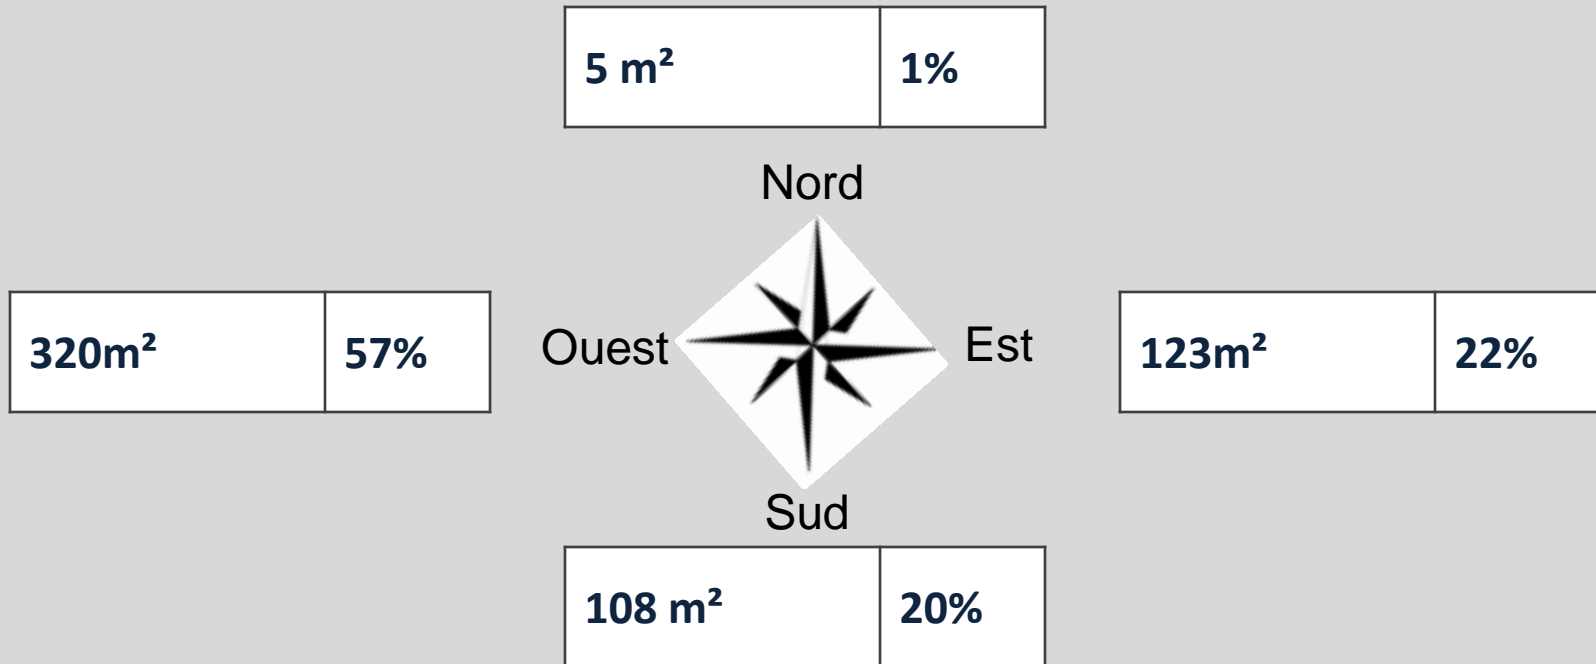 5 m² 1%
Nord
320m² 57%
Ouest
Est
123m² 22%
Sud
108 m² 20%